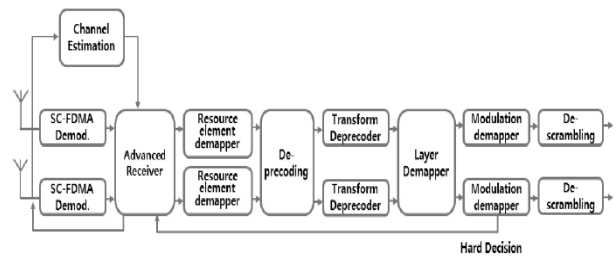 Channel
Estimation
SC-FDMA
Demod.
Advanced
Receiver
Resource
element
demapper
De-
precoding
Transform
Deprecoder
Layer
Demapper
Modulation
demapper
De-
scrambling
SC-FDMA
Demod.
Resource
element
demapper
Transform
Deprecoder
Modulation
demapper
De-
scrambling
Hard Decision